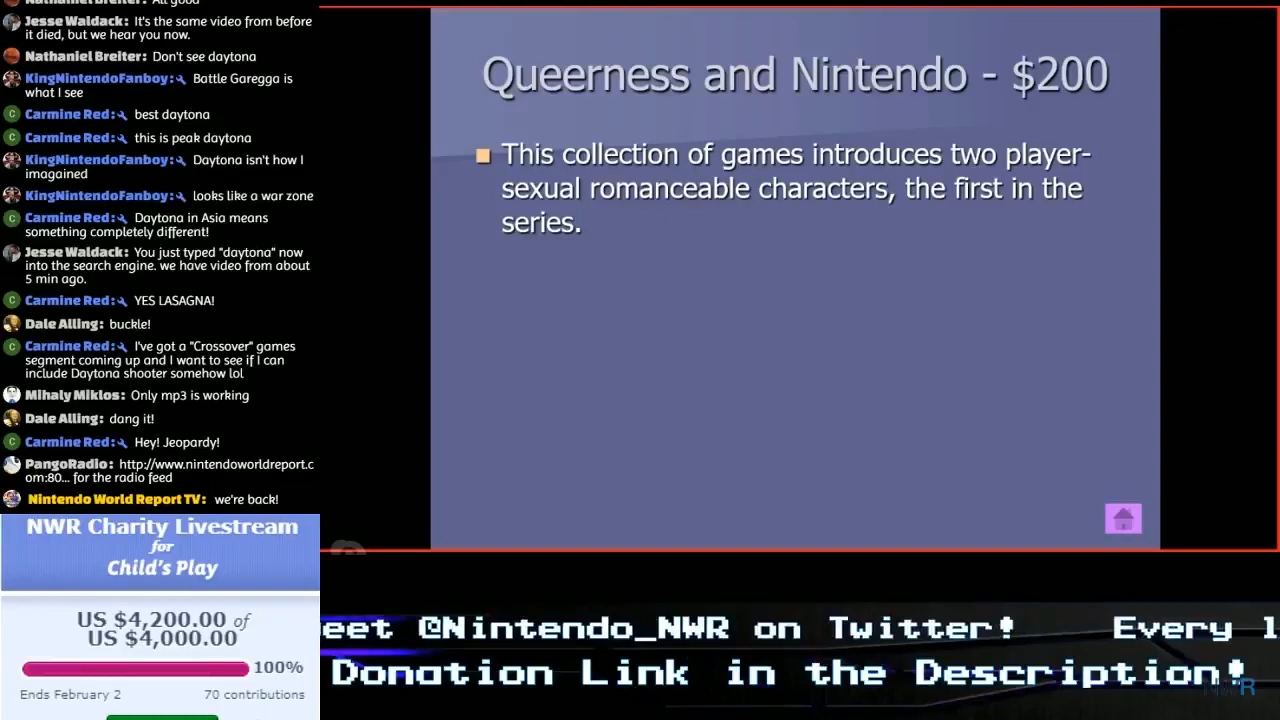 Nathaniel Breiter: All good
Jesse Waldack: It's the same video from before
it died, but we hear you now.
Nathaniel Breiter: Don't see daytona
KingNintendoFanboy: Battle Garegga is
what I see
C Carmine Red: best daytona
C Carmine Red: this is peak daytona
KingNintendoFanboy: Daytona isn't how I
imagained
KingNintendoFanboy: looks like a war zone
C Carmine Red: Daytona in Asia means
something completely different!
Jesse Waldack: You just typed "daytona" now
into the search engine. we have video from about
5 min ago.
C Carmine Red: YES LASAGNA!
Dale Alling: buckle!
C Carmine Red: I've got a "Crossover" games
segment coming up and I want to see if I can
include Daytona shooter somehow lol
Mihaly Miklos: Only mp3 is working
Dale Alling: dang it!
C Carmine Red: Hey! Jeopardy!
PangoRadio: http://www.nintendoworldreport.c
om:80... for the radio feed
Nintendo World Report TV: we're back!
NWR Charity Livestream
for
Child's Play
US $4,200.00 of
US $4,000.00
100%
Ends February 2 70 contributions
Queerness and Nintendo - $200
This collection of games introduces two player-
sexual romanceable characters, the first in the
series.
eet @Nintendo_NWR on Twitter! Every l
Donation Link in the Description!
NWR